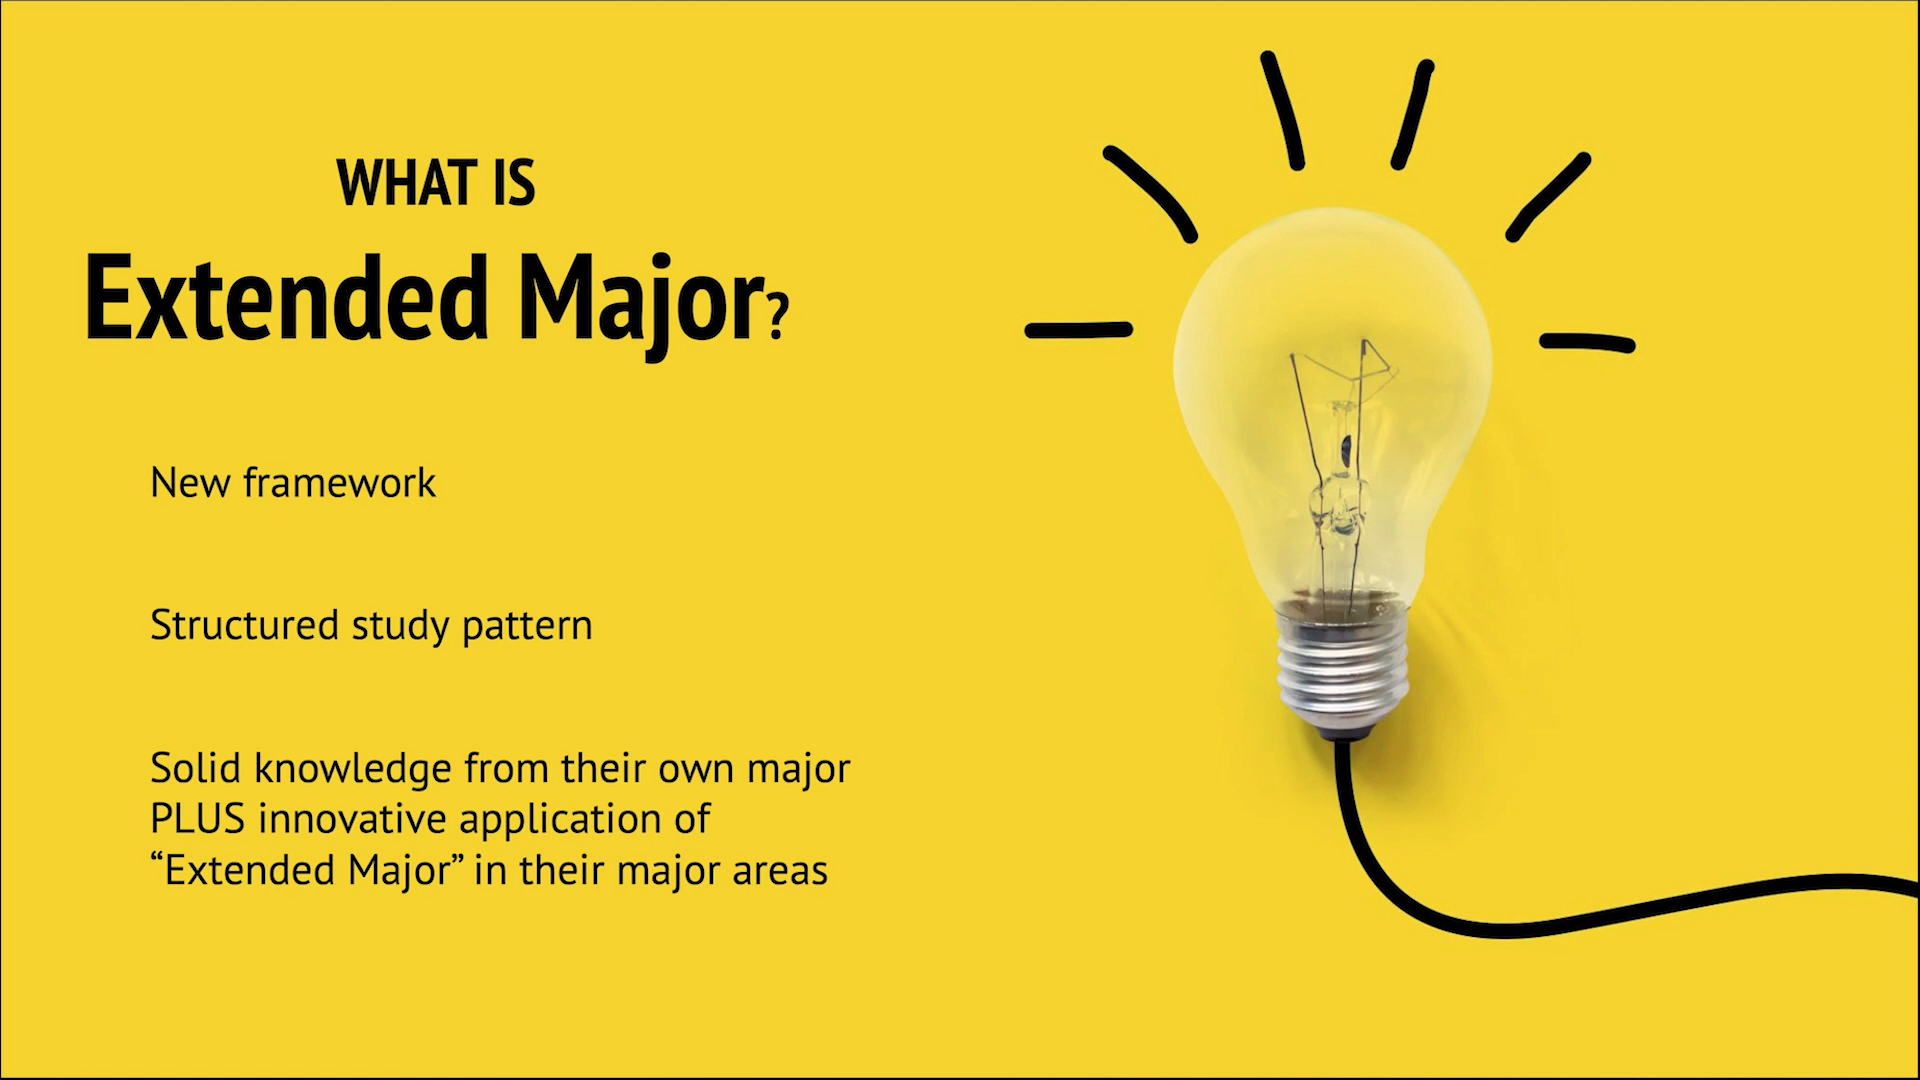 WHAT IS
Extended Major?
New framework
Structured study pattern
Solid knowledge from their own major
PLUS innovative application of
“Extended Major” in their major areas